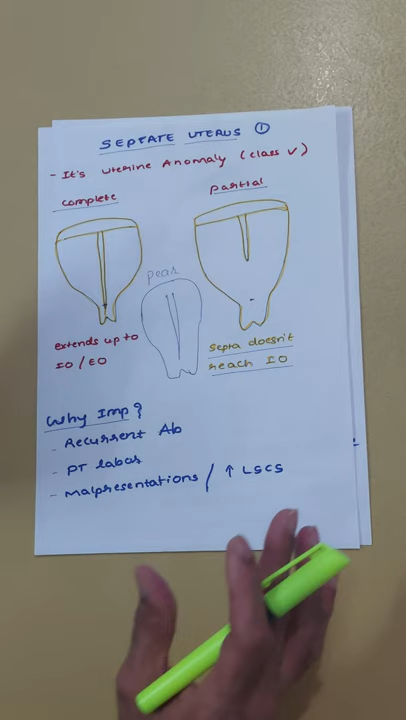 SEPTATE UTERUS ①
- It's Uterine Anomaly (class V)
complete
partial
pear
extends up to
IO / EO
Septa doesn't
reach IO
Why Imp?
- Recurrent Ab
- PT labor
- Malpresentations / ↑ LSCS